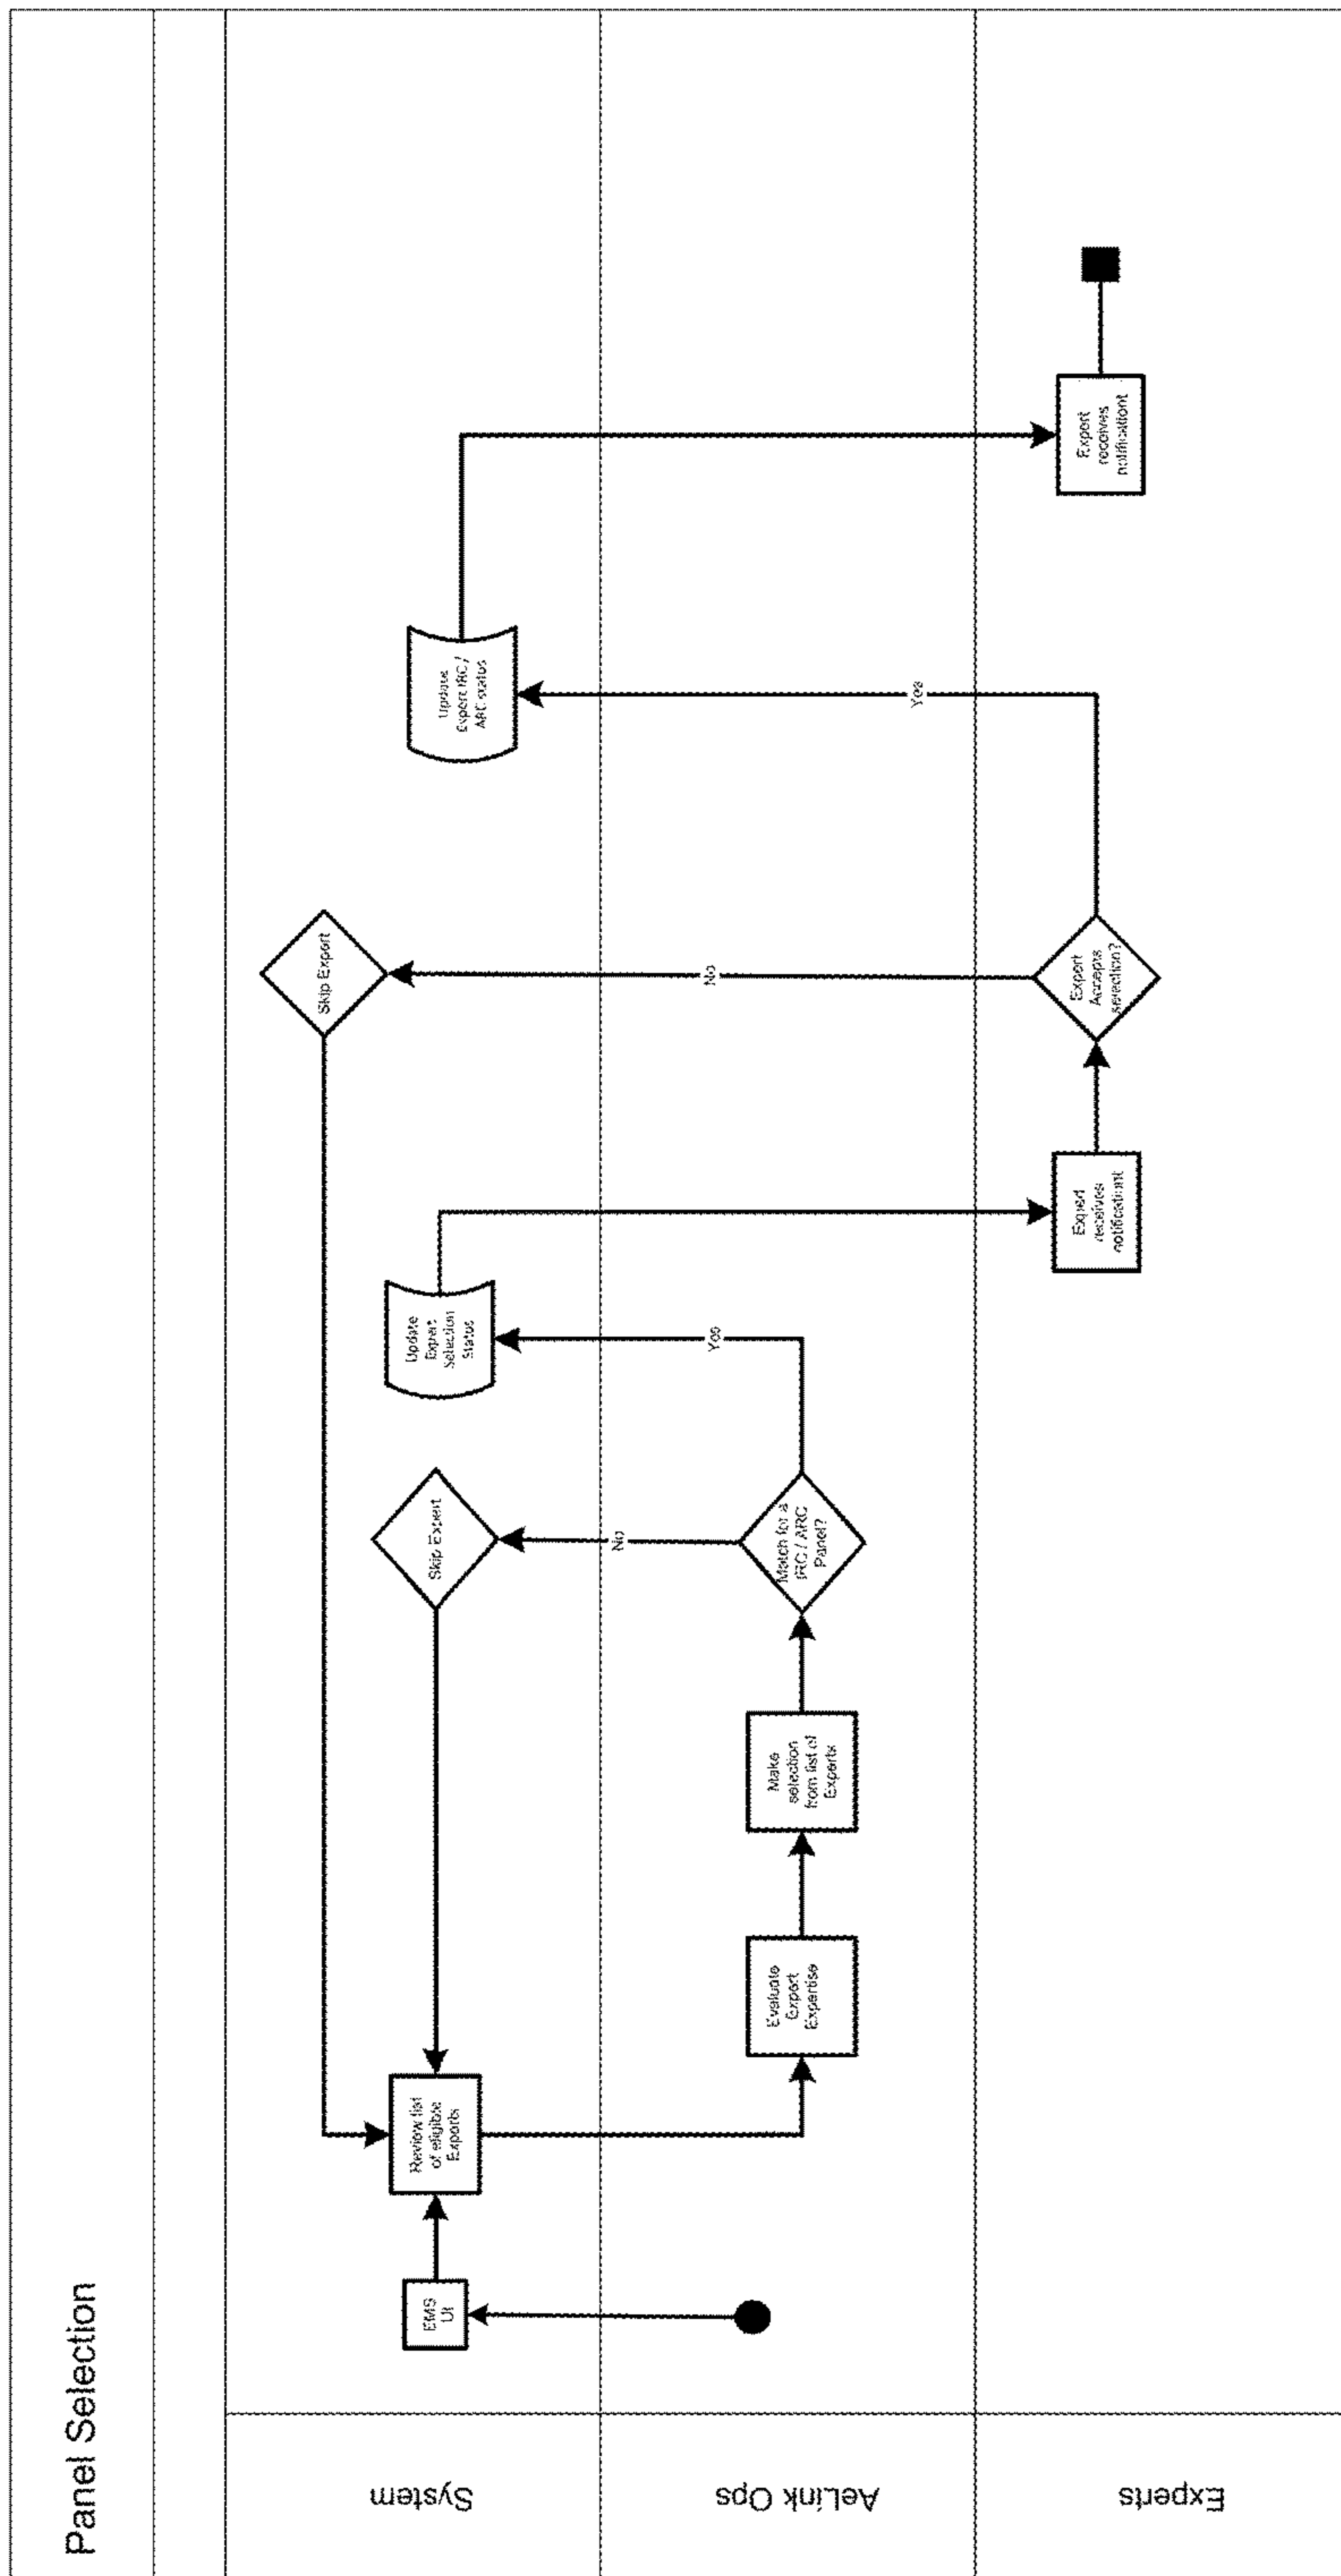 Panel Selection
System
AeLink Ops
Experts
EMS
UI
Review list
of eligible
Experts
Evaluate
Expert
Expertise
Make
selection
from list of
Experts
Match for a
IRC / ARC
Panel?
No
Skip Expert
Yes
Update
Expert
Selection
Status
Expert
receives
notificationt
Expert
Accepts
selection?
No
Skip Expert
Yes
Update
Expert IRC /
ARC status
Expert
receives
notificationt